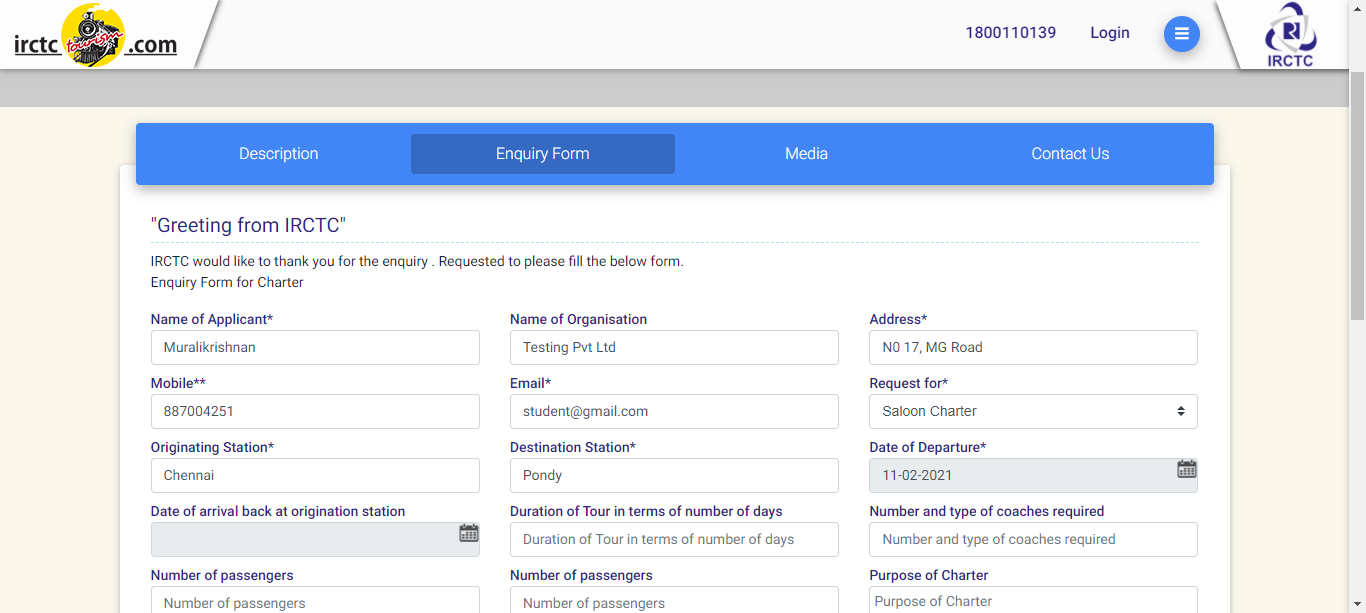 irctc tourism .com
1800110139 Login
IRCTC
Description Enquiry Form Media Contact Us
"Greeting from IRCTC"
IRCTC would like to thank you for the enquiry . Requested to please fill the below form.
Enquiry Form for Charter
Name of Applicant* Name of Organisation Address*
Muralikrishnan Testing Pvt Ltd N0 17, MG Road
Mobile** Email* Request for*
887004251 student@gmail.com Saloon Charter
Originating Station* Destination Station* Date of Departure*
Chennai Pondy 11-02-2021
Date of arrival back at origination station Duration of Tour in terms of number of days Number and type of coaches required
Duration of Tour in terms of number of days Number and type of coaches required
Number of passengers Number of passengers Purpose of Charter
Number of passengers Number of passengers Purpose of Charter